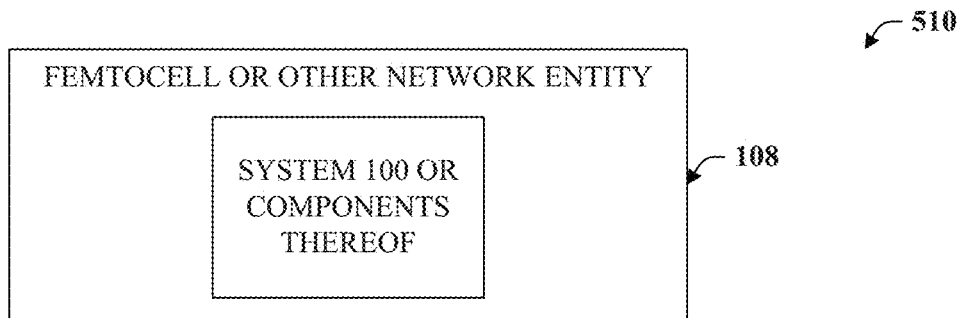 510
FEMTOCELL OR OTHER NETWORK ENTITY
108
SYSTEM 100 OR
COMPONENTS
THEREOF